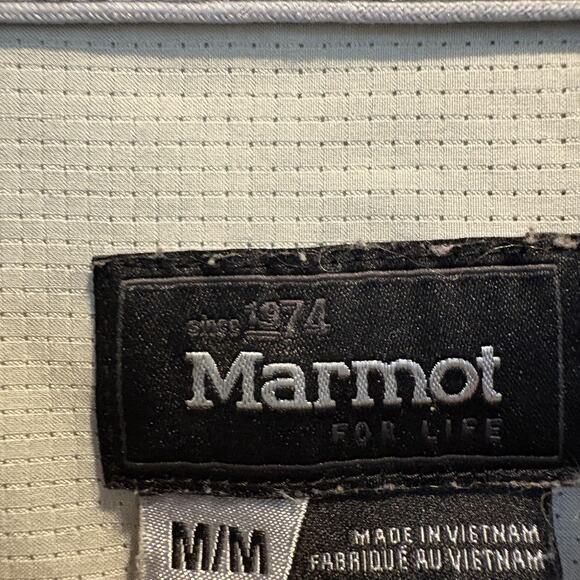 since 1974
Marmot
FOR LIFE
M/M
MADE IN VIETNAM
FABRIQUÉ AU VIETNAM